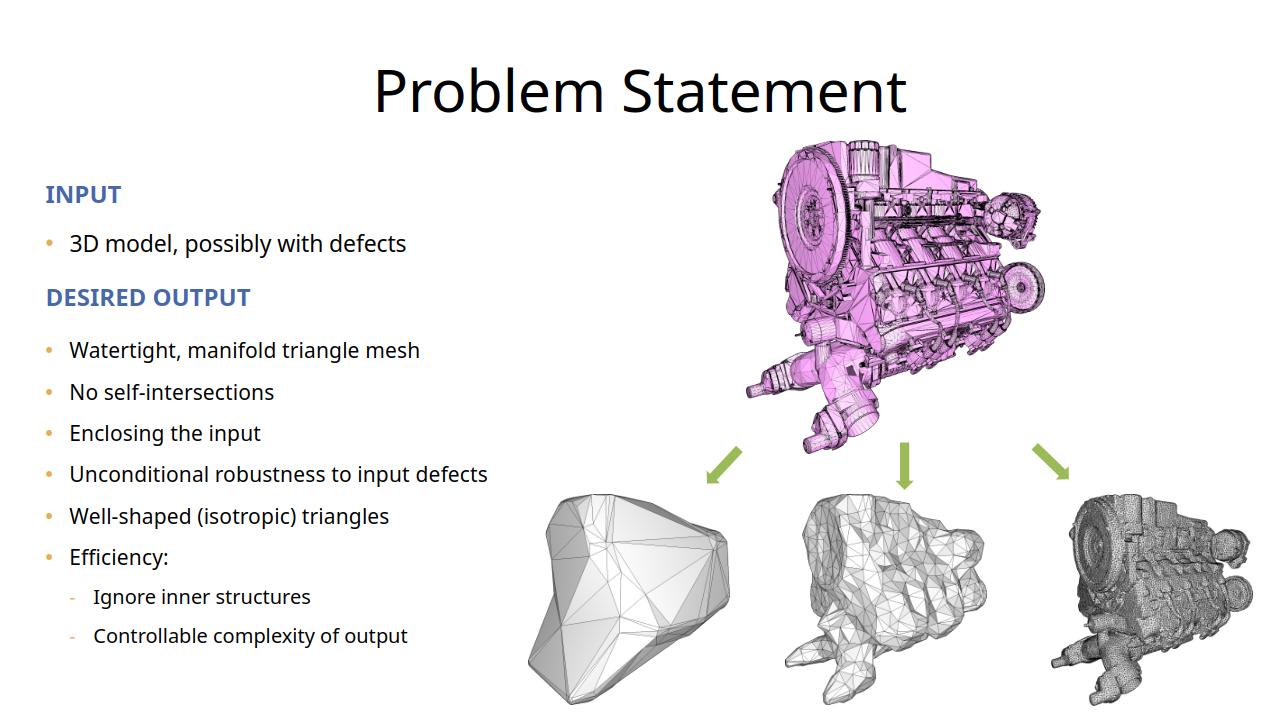 Problem Statement
INPUT
• 3D model, possibly with defects
DESIRED OUTPUT
• Watertight, manifold triangle mesh
• No self-intersections
• Enclosing the input
• Unconditional robustness to input defects
• Well-shaped (isotropic) triangles
• Efficiency:
- Ignore inner structures
- Controllable complexity of output